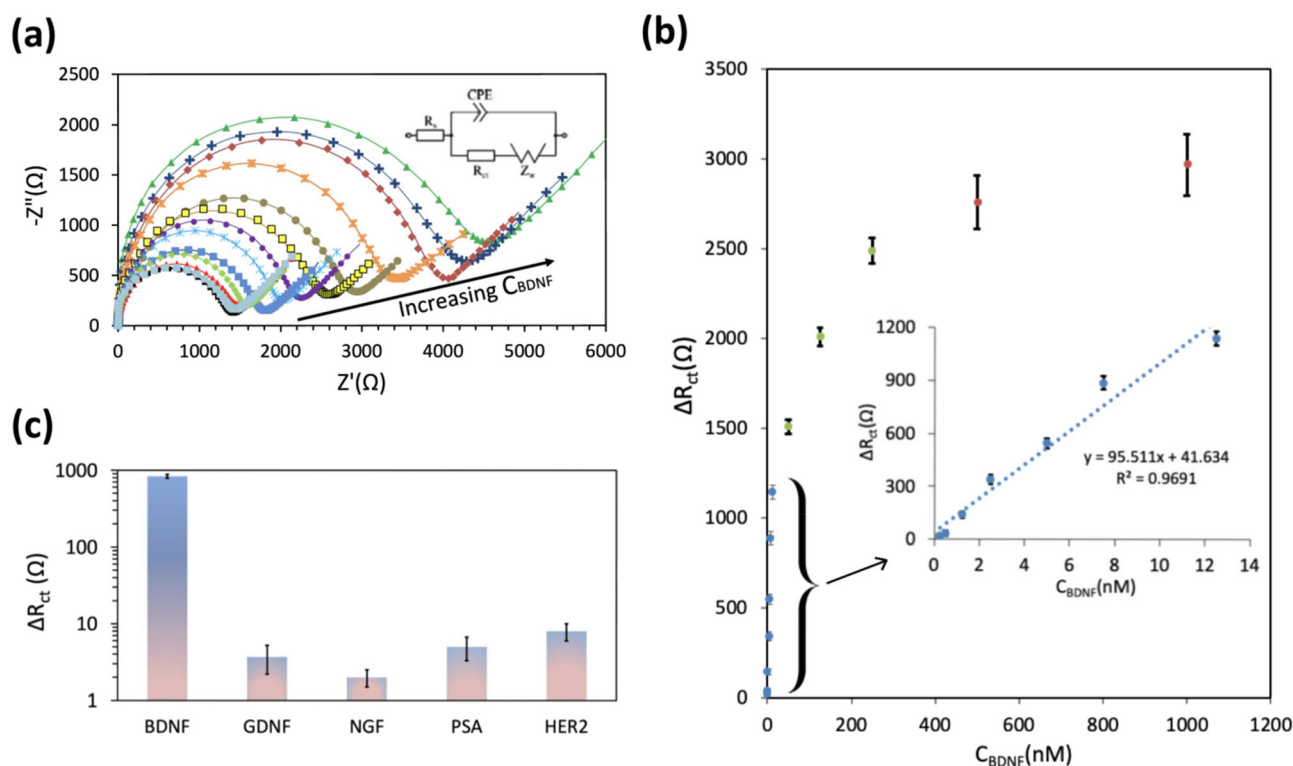 (a)
-Z''(Ω)
2500
2000
1500
1000
500
0
0
1000
2000
3000
4000
5000
6000
Z'(Ω)
CPE
Rs
Rct
Zw
Increasing CBDNF
(b)
ΔRct(Ω)
3500
3000
2500
2000
1500
1000
500
0
0
200
400
600
800
1000
1200
CBDNF(nM)
ΔRct(Ω)
1200
900
600
300
0
0
2
4
6
8
10
12
14
CBDNF(nM)
y = 95.511x + 41.634
R² = 0.9691
(c)
ΔRct (Ω)
1000
100
10
1
BDNF
GDNF
NGF
PSA
HER2